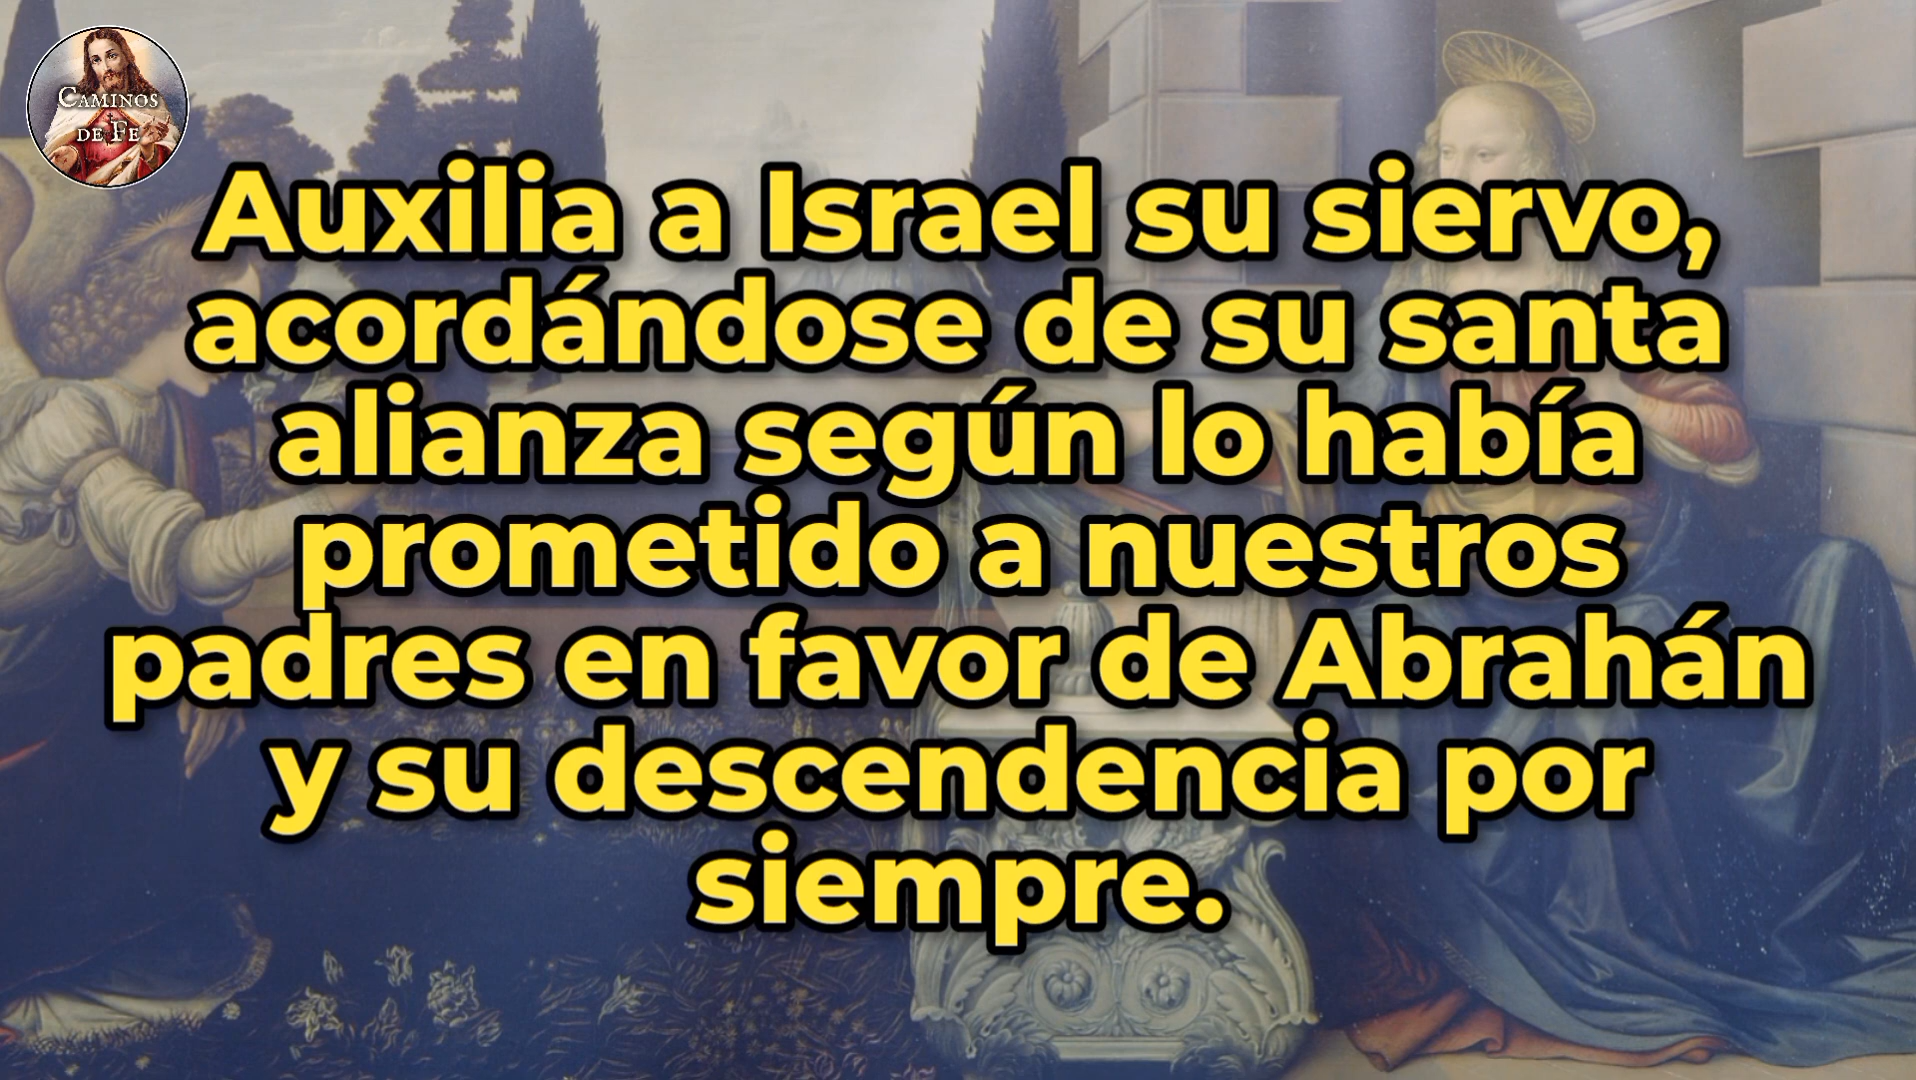 CAMINOS
DE FE
Auxilia a Israel su siervo,
acordándose de su santa
alianza según lo había
prometido a nuestros
padres en favor de Abrahán
y su descendencia por
siempre.